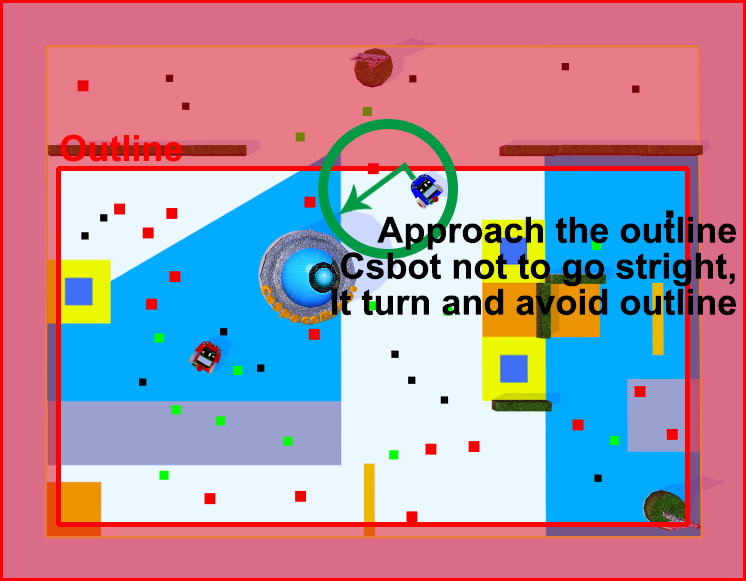 Outline
Approach the outline
Csbot not to go stright,
It turn and avoid outline